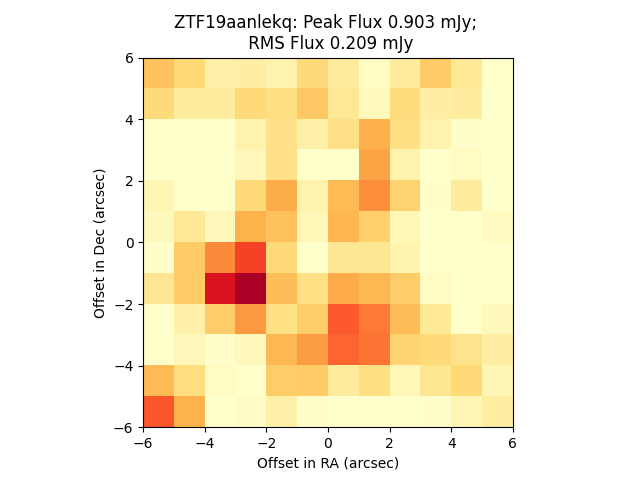 ZTF19aanlekq: Peak Flux 0.903 mJy;
RMS Flux 0.209 mJy
6
4
2
0
−2
−4
−6
Offset in Dec (arcsec)
−6 −4 −2 0 2 4 6
Offset in RA (arcsec)